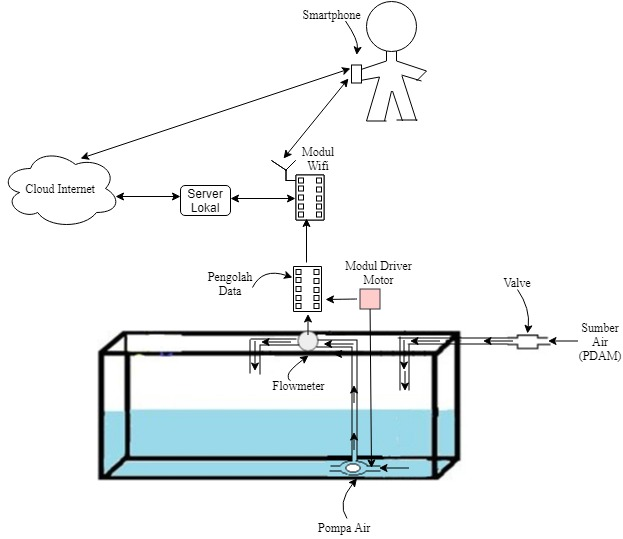 Smartphone
Modul
Wifi
Cloud Internet
Server
Lokal
Pengolah
Data
Modul Driver
Motor
Valve
Sumber
Air
(PDAM)
Flowmeter
Pompa Air